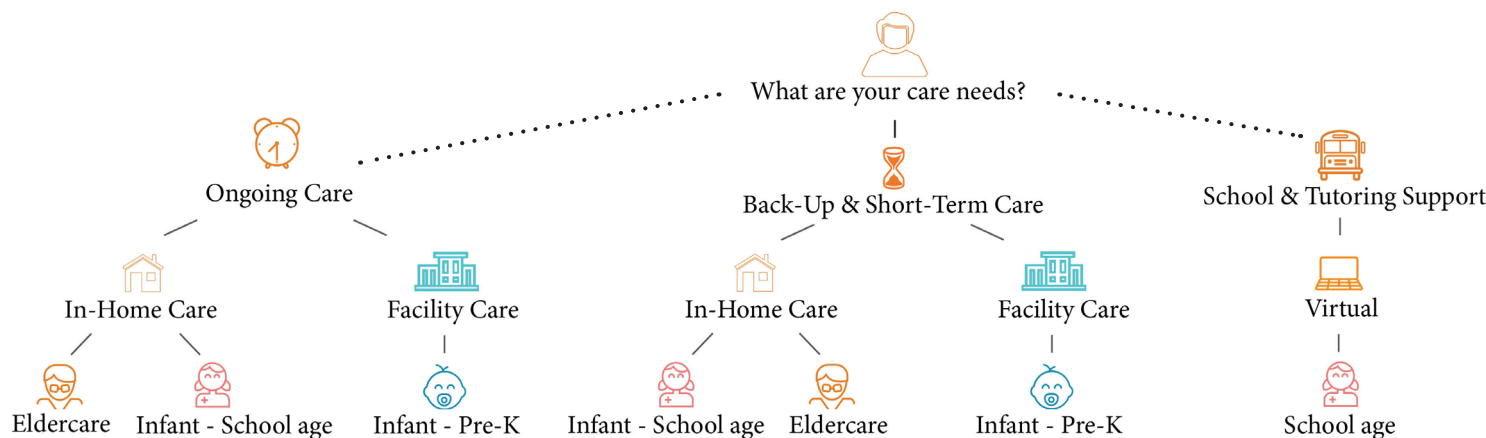 What are your care needs?
Ongoing Care
Back-Up & Short-Term Care
School & Tutoring Support
In-Home Care
Facility Care
In-Home Care
Facility Care
Virtual
Eldercare
Infant - School age
Infant - Pre-K
Infant - School age
Eldercare
Infant - Pre-K
School age